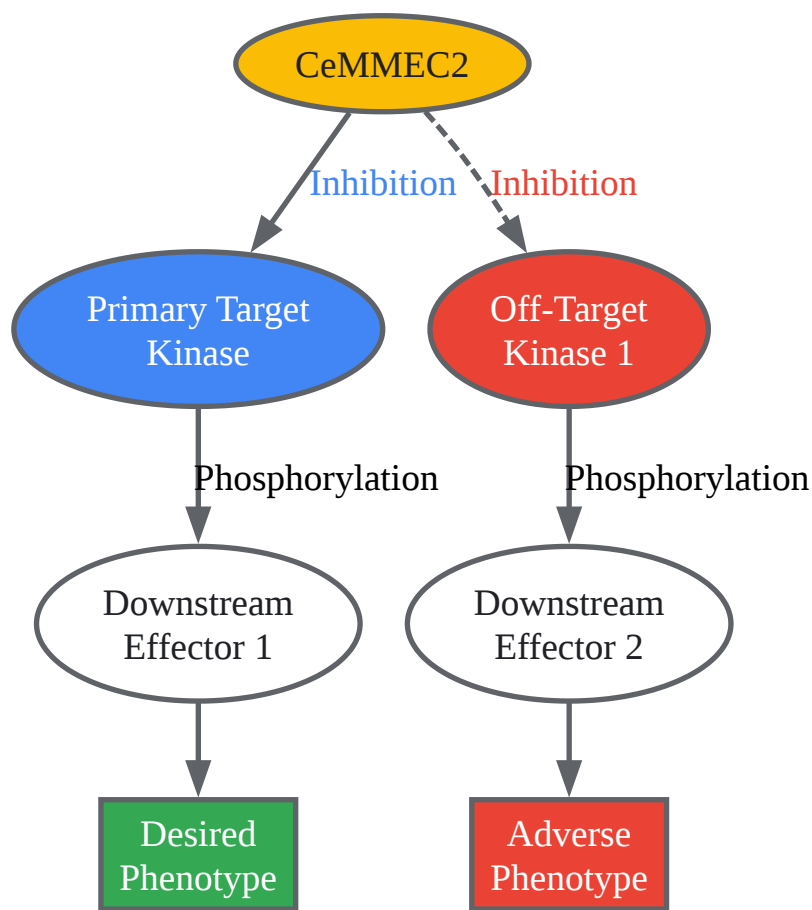 CeMMEC2
Inhibition
Inhibition
Primary Target
Kinase
Off-Target
Kinase 1
Phosphorylation
Phosphorylation
Downstream
Effector 1
Downstream
Effector 2
Desired
Phenotype
Adverse
Phenotype